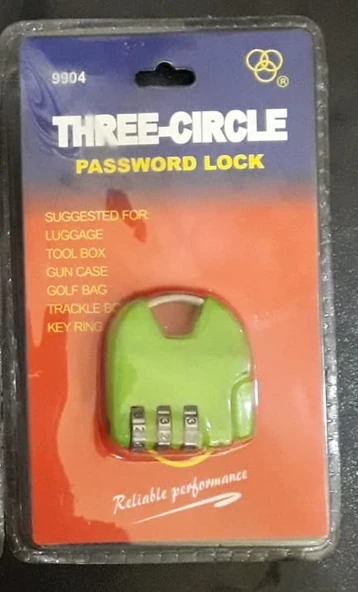 9904
®
THREE-CIRCLE
PASSWORD LOCK
SUGGESTED FOR:
LUGGAGE
TOOL BOX
GUN CASE
GOLF BAG
TRACKLE
KEY RING
Reliable performance